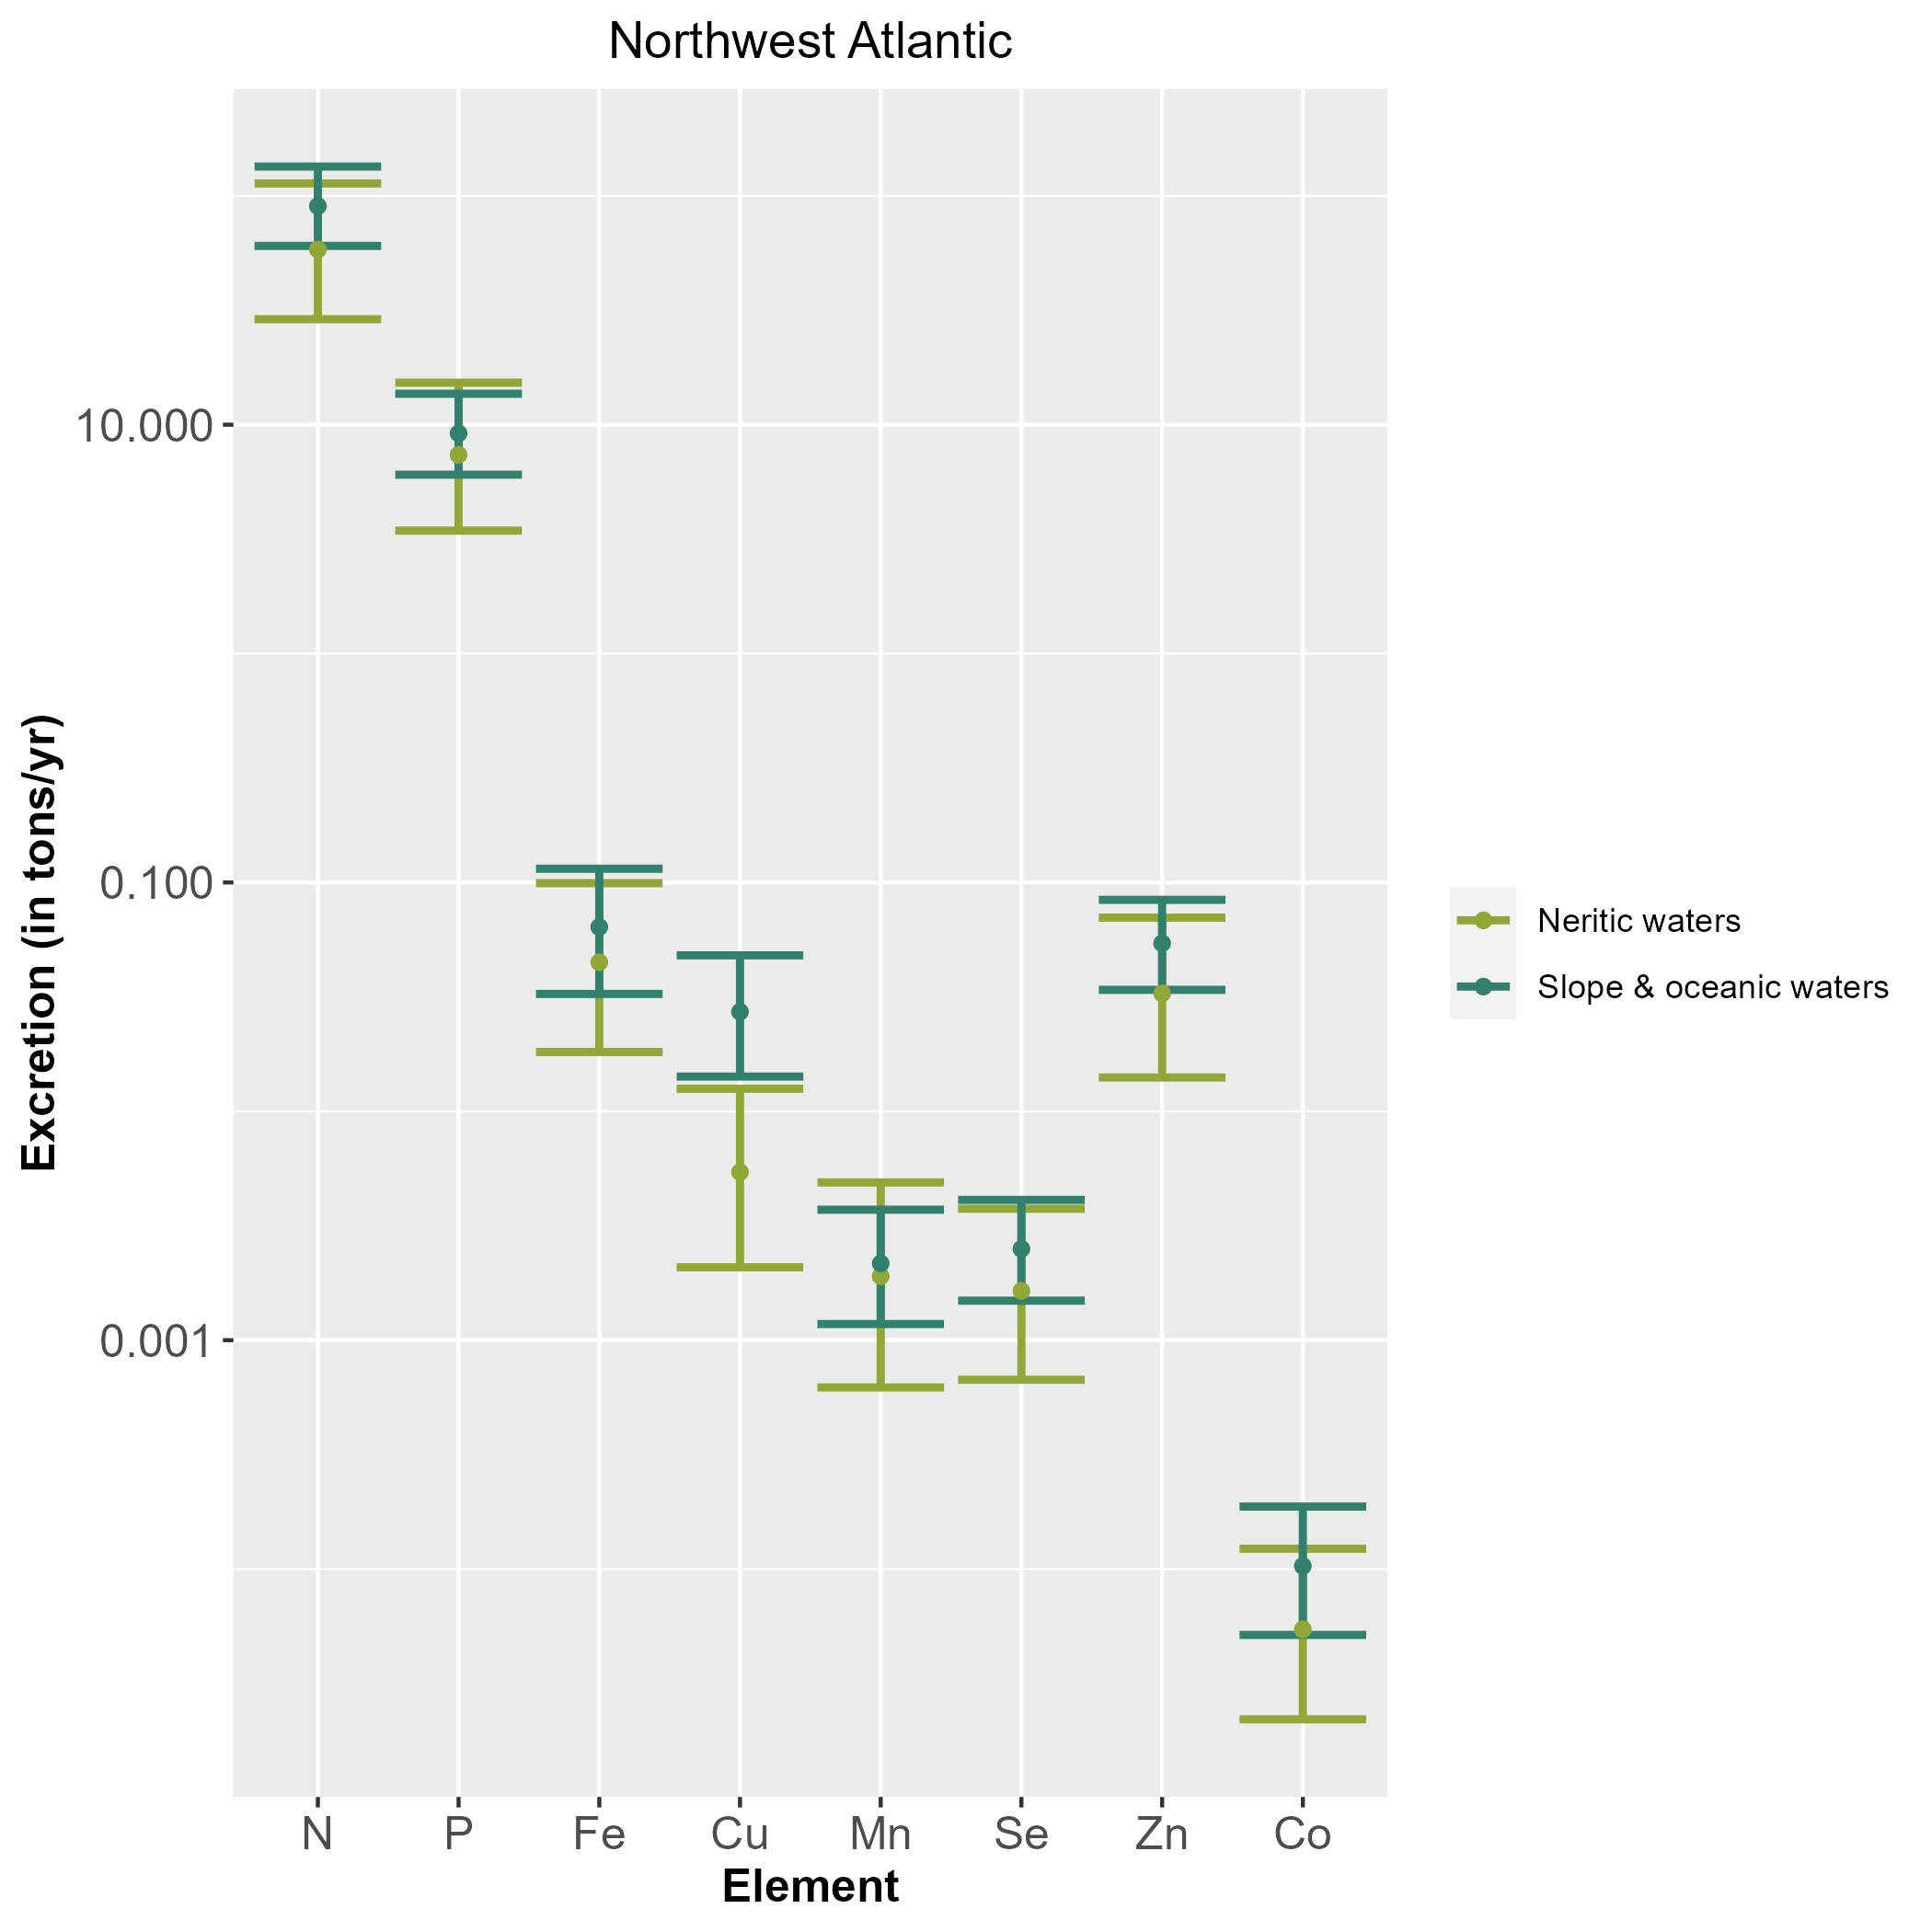 Northwest Atlantic
Excretion (in tons/yr)
10.000
0.100
0.001
N P Fe Cu Mn Se Zn Co
Element
Neritic waters
Slope & oceanic waters